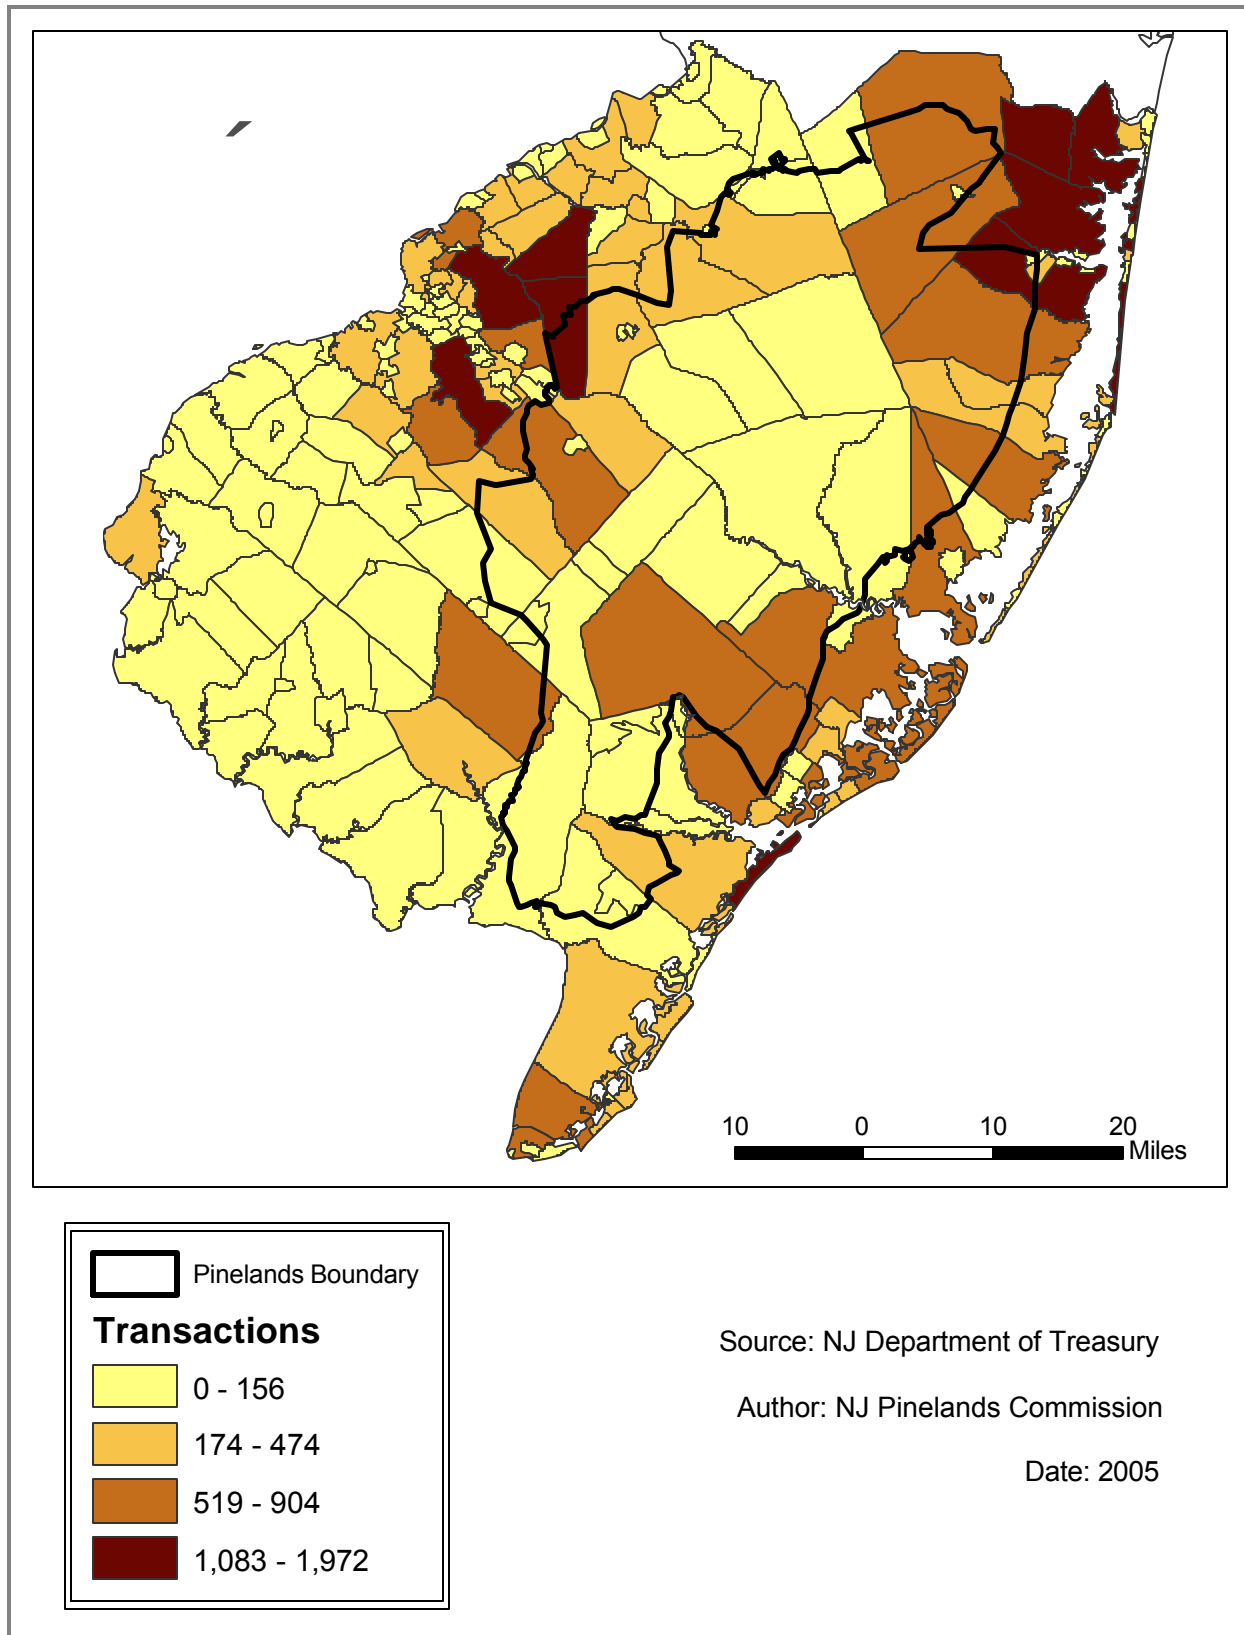 10 0 10 20
Miles
Pinelands Boundary
Transactions
0 - 156
174 - 474
519 - 904
1,083 - 1,972
Source: NJ Department of Treasury
Author: NJ Pinelands Commission
Date: 2005